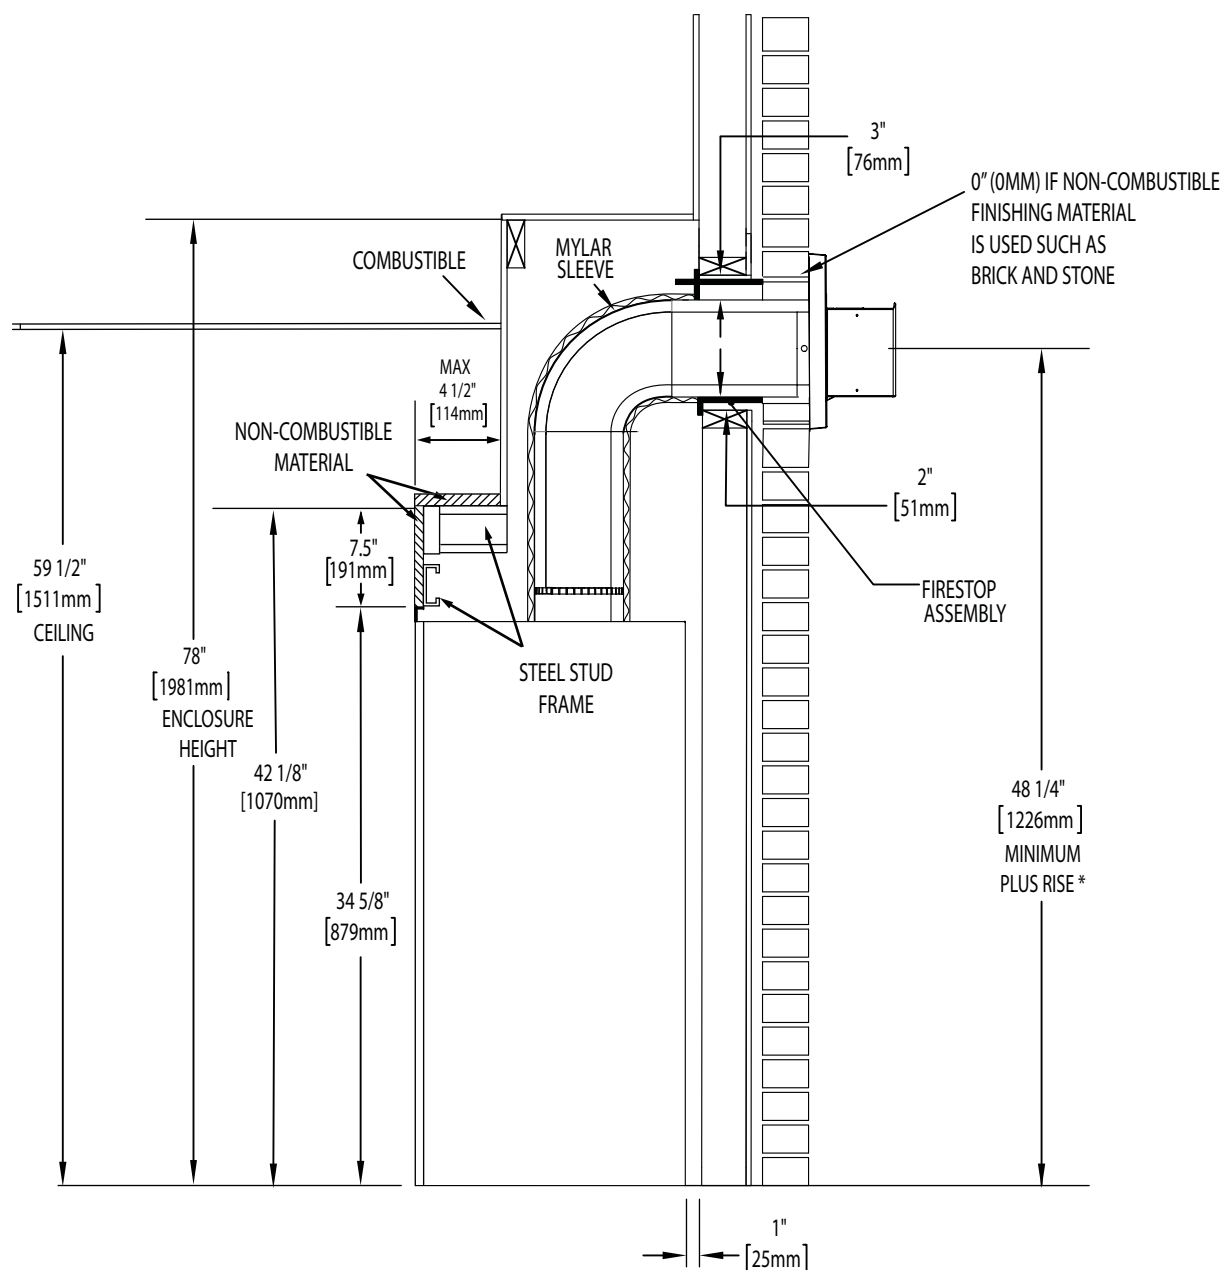 3"
[76mm]
0" (0MM) IF NON-COMBUSTIBLE
FINISHING MATERIAL
IS USED SUCH AS
BRICK AND STONE
COMBUSTIBLE
MYLAR
SLEEVE
MAX
4 1/2"
[114mm]
NON-COMBUSTIBLE
MATERIAL
2"
[51mm]
7.5"
[191mm]
59 1/2"
[1511mm]
CEILING
FIRESTOP
ASSEMBLY
78"
[1981mm]
ENCLOSURE
HEIGHT
STEEL STUD
FRAME
42 1/8"
[1070mm]
48 1/4"
[1226mm]
MINIMUM
PLUS RISE *
34 5/8"
[879mm]
1"
[25mm]